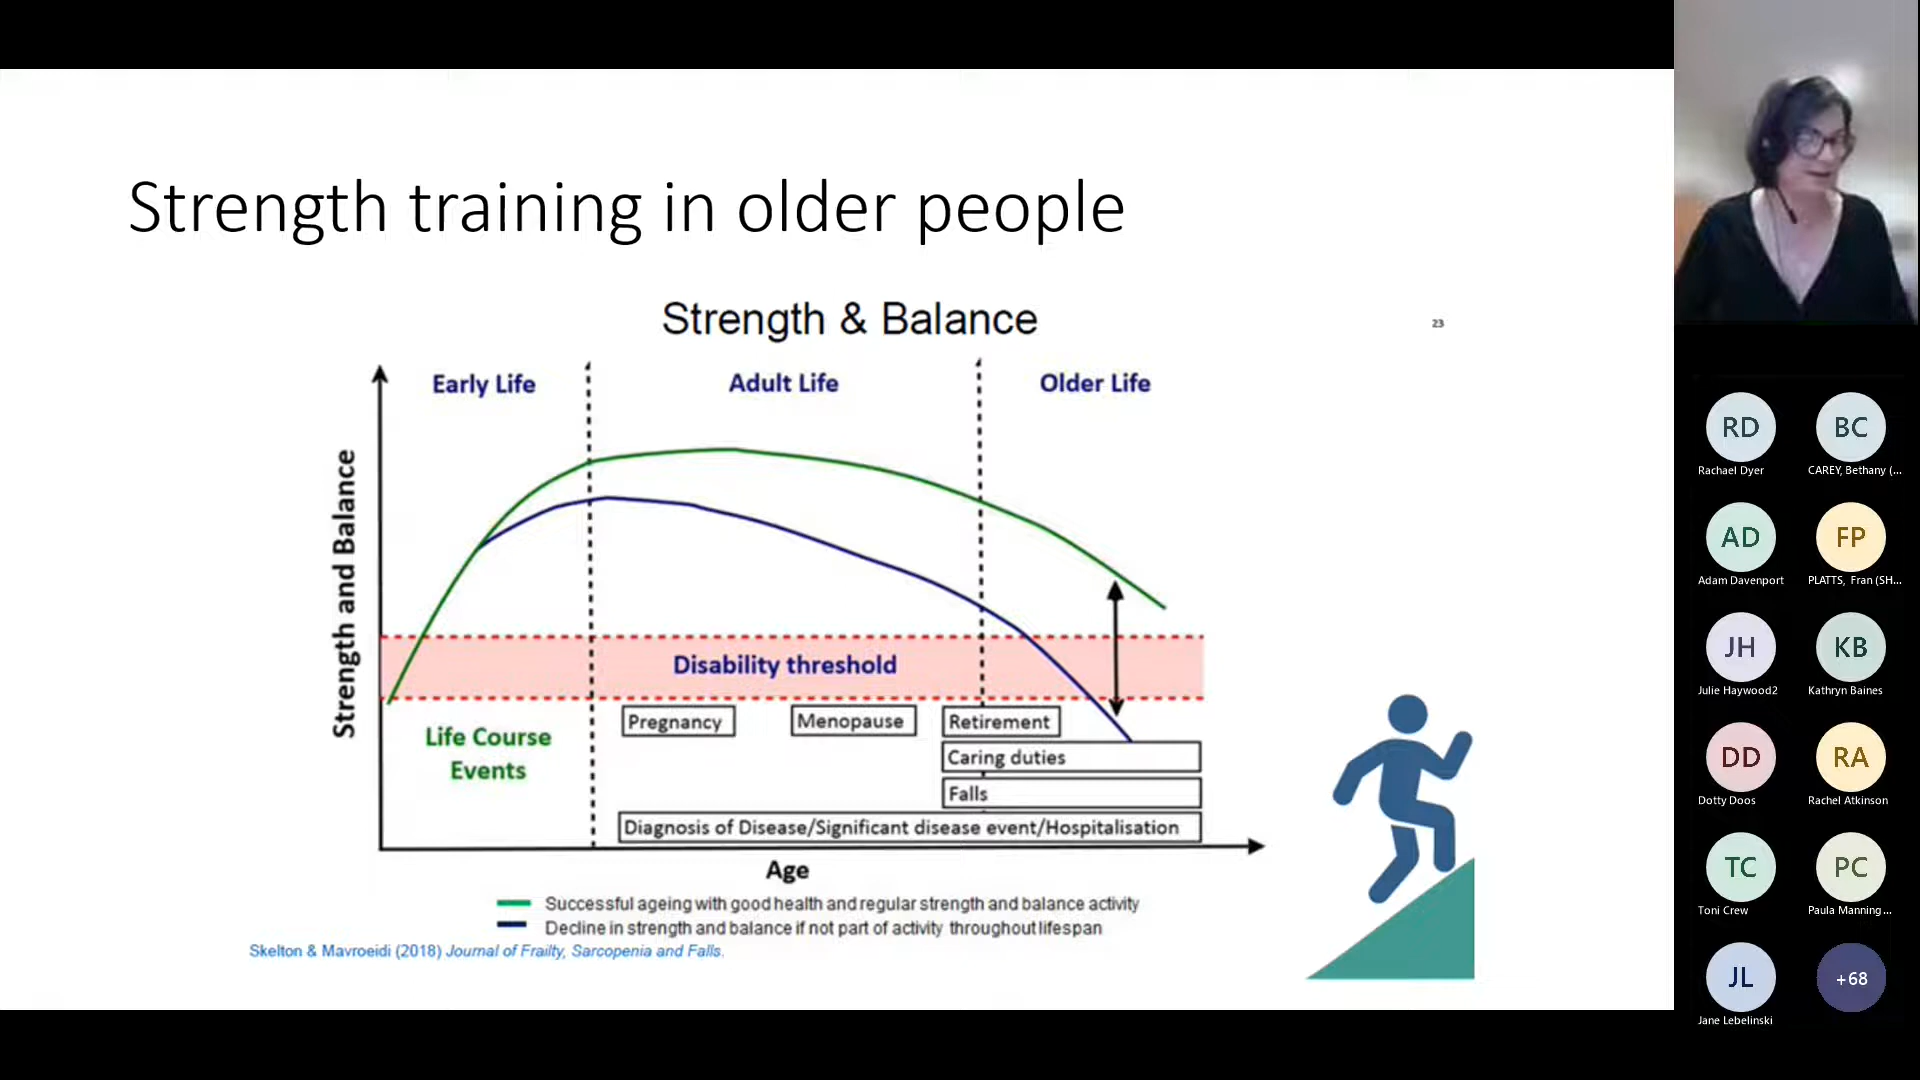 Strength training in older people
Strength & Balance
23
Early Life
Adult Life
Older Life
Strength and Balance
Disability threshold
Life Course
Events
Pregnancy
Menopause
Retirement
Caring duties
Falls
Diagnosis of Disease/Significant disease event/Hospitalisation
Age
Successful ageing with good health and regular strength and balance activity
Decline in strength and balance if not part of activity throughout lifespan
Skelton & Mavroeidi (2018) Journal of Frailty, Sarcopenia and Falls.
RD
Rachael Dyer
BC
CAREY, Bethany (...
AD
Adam Davenport
FP
PLATTS, Fran (SH...
JH
Julie Haywood2
KB
Kathryn Baines
DD
Dotty Doos
RA
Rachel Atkinson
TC
Toni Crew
PC
Paula Manning...
JL
Jane Lebelinski
+68